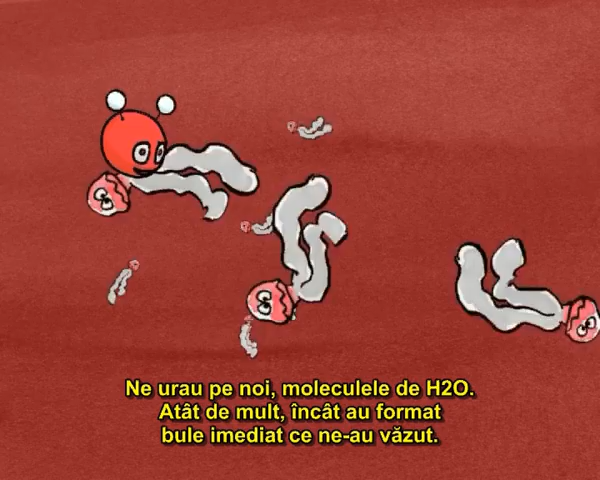 Ne urau pe noi, moleculele de H2O.
Atât de mult, încât au format
bule imediat ce ne-au văzut.